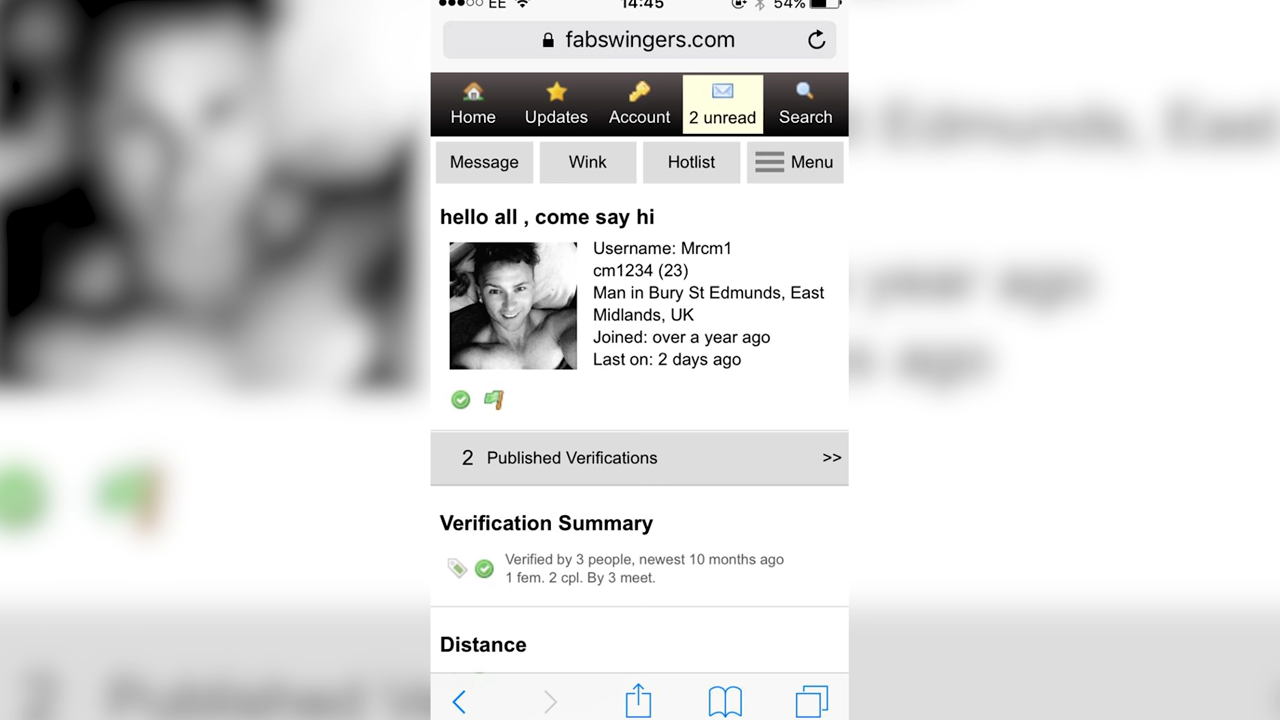 EE 14:45 54%
fabswingers.com
Home Updates Account 2 unread Search
Message Wink Hotlist Menu
hello all , come say hi
Username: Mrcm1
cm1234 (23)
Man in Bury St Edmunds, East
Midlands, UK
Joined: over a year ago
Last on: 2 days ago
2 Published Verifications >>
Verification Summary
Verified by 3 people, newest 10 months ago
1 fem. 2 cpl. By 3 meet.
Distance